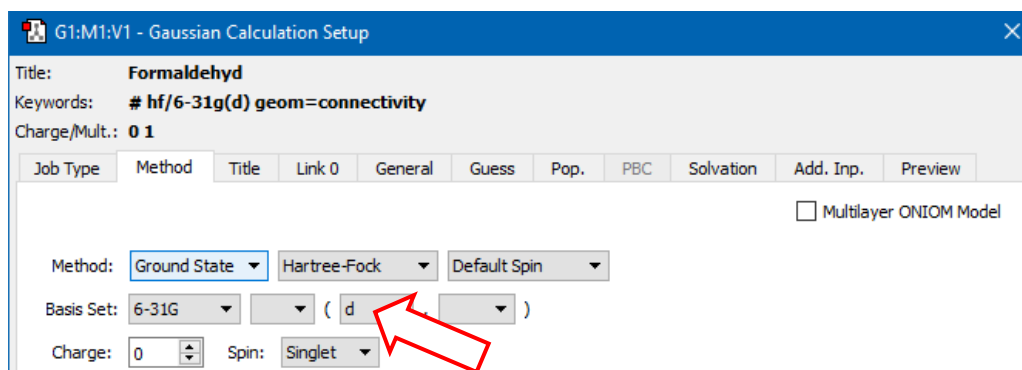 G1:M1:V1 - Gaussian Calculation Setup
Title: Formaldehyd
Keywords: # hf/6-31g(d) geom=connectivity
Charge/Mult.: 0 1
Job Type Method Title Link 0 General Guess Pop. PBC Solvation Add. Inp. Preview
Multilayer ONIOM Model
Method: Ground State Hartree-Fock Default Spin
Basis Set: 6-31G ( d , )
Charge: 0 Spin: Singlet